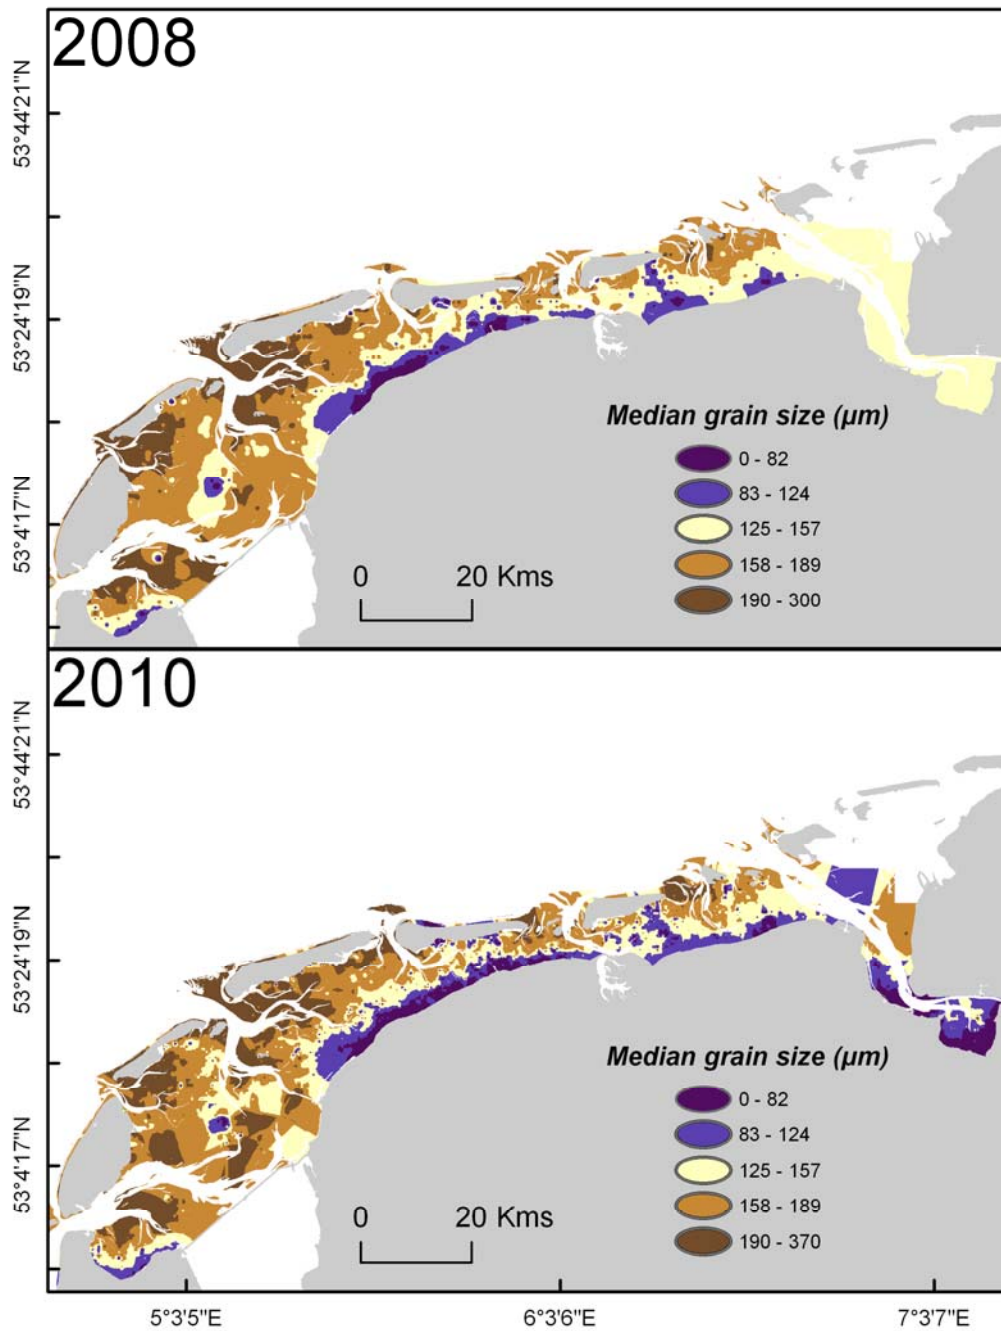 2008
53°44'21"N
53°24'19"N
53°4'17"N
Median grain size (µm)
0 - 82
83 - 124
125 - 157
158 - 189
190 - 300
0 20 Kms
2010
53°44'21"N
53°24'19"N
53°4'17"N
Median grain size (µm)
0 - 82
83 - 124
125 - 157
158 - 189
190 - 370
0 20 Kms
5°3'5"E 6°3'6"E 7°3'7"E